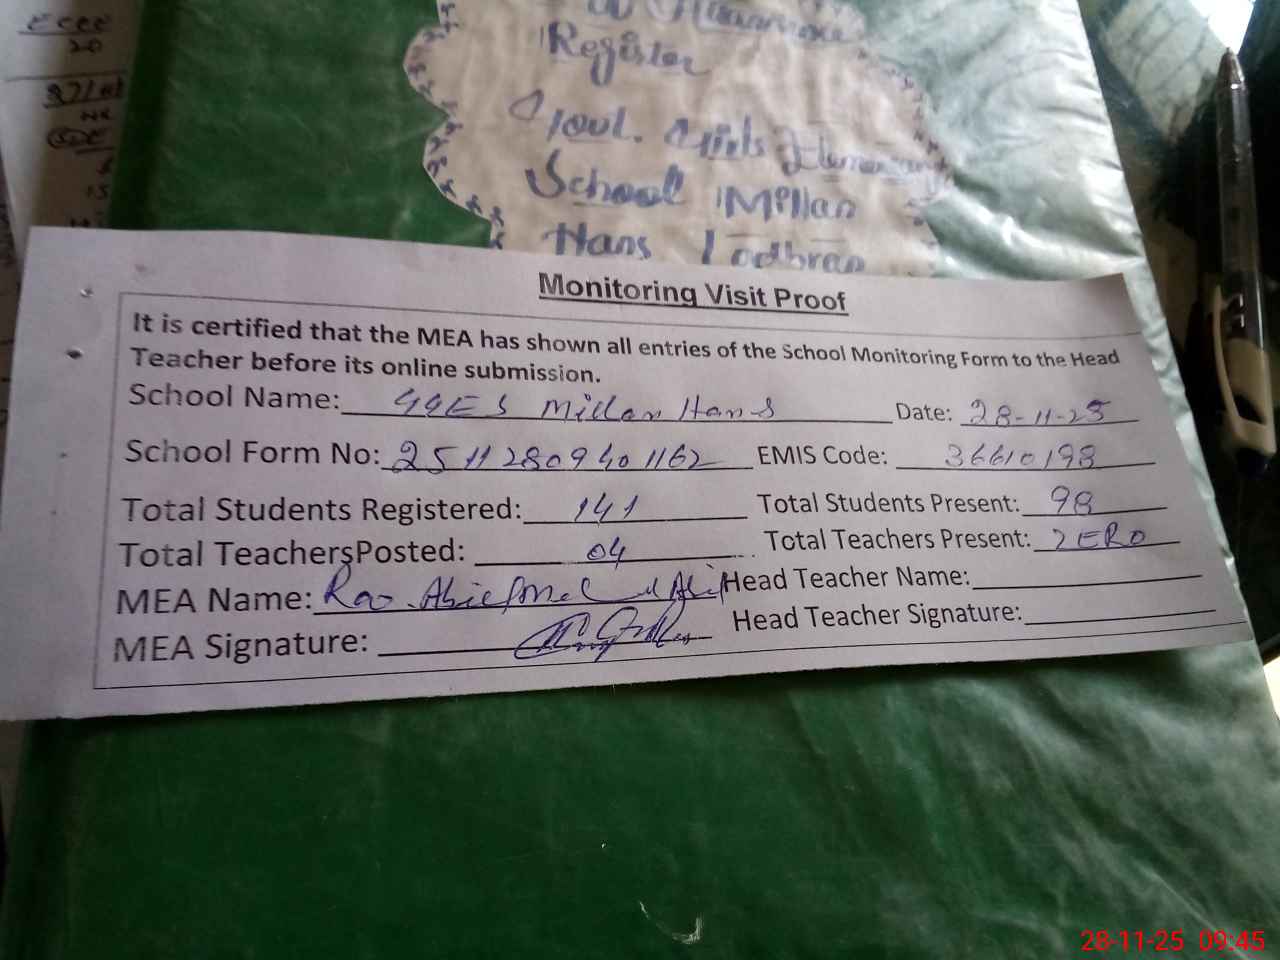 Register
Govt. Girls Elementary
School Millan
Hans Lodhran
Monitoring Visit Proof
It is certified that the MEA has shown all entries of the School Monitoring Form to the Head
Teacher before its online submission.
School Name: GGES Millan Hans Date: 28-11-25
School Form No: 25112809401162 EMIS Code: 36610198
Total Students Registered: 141 Total Students Present: 98
Total TeachersPosted: 04 Total Teachers Present: ZERO
MEA Name: Rao Head Teacher Name:
MEA Signature: Head Teacher Signature:
28-11-25 09:45